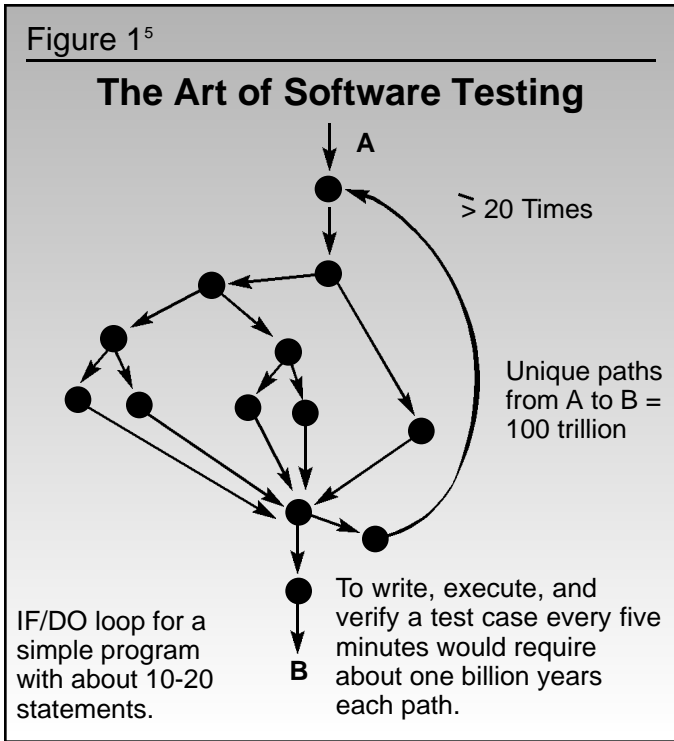 Figure 1⁵
The Art of Software Testing
A
> 20 Times
Unique paths
from A to B =
100 trillion
IF/DO loop for a
simple program
with about 10-20
statements.
B
To write, execute, and
verify a test case every five
minutes would require
about one billion years
each path.